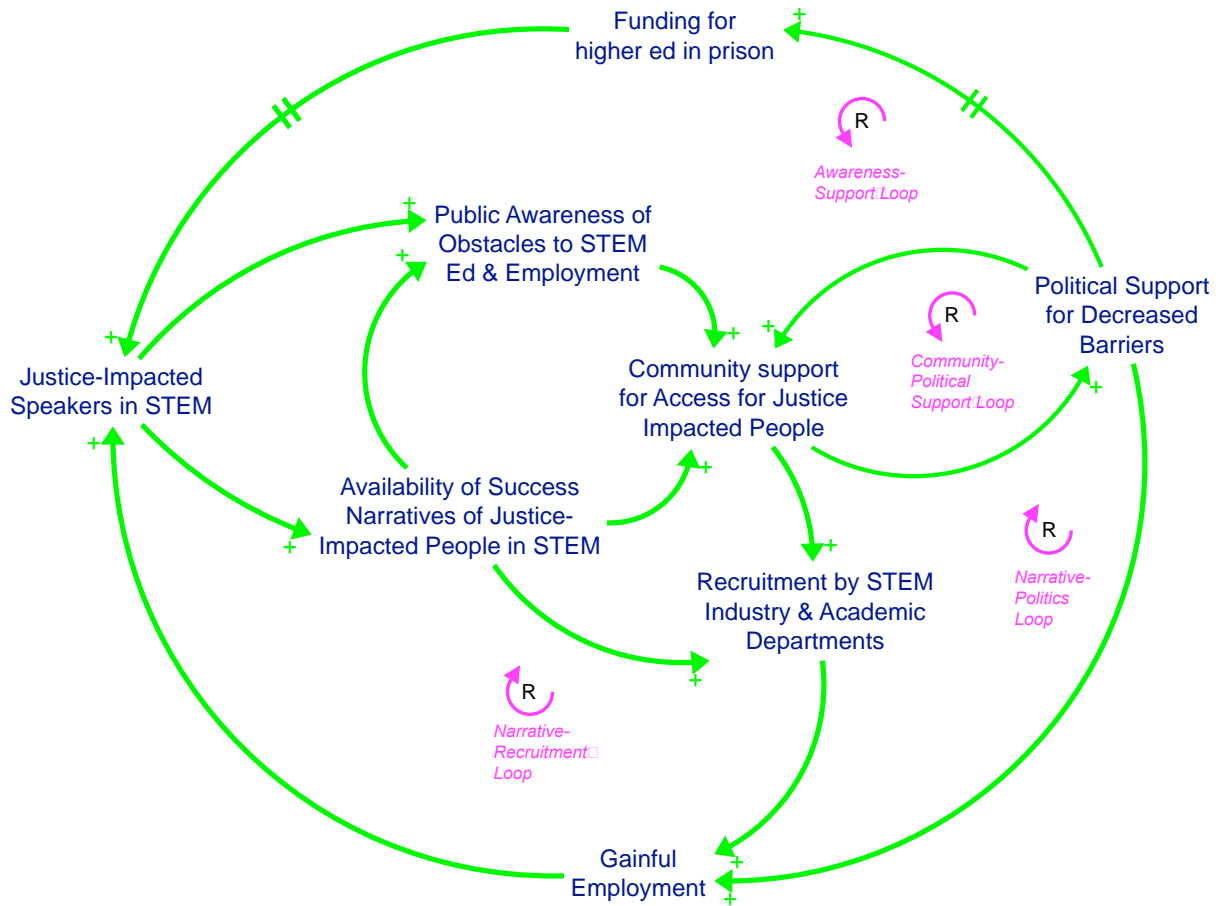 Funding for
higher ed in prison
+
R
Awareness-
Support Loop
+
Public Awareness of
Obstacles to STEM
Ed & Employment
+
Political Support
for Decreased
Barriers
+
R
Community-
Political
Support Loop
+
+
+
Justice-Impacted
Speakers in STEM
+
Community support
for Access for Justice
Impacted People
+
+
Availability of Success
Narratives of Justice-
Impacted People in STEM
+
R
Narrative-
Politics
Loop
+
Recruitment by STEM
Industry & Academic
Departments
+
R
Narrative-
Recruitment
Loop
Gainful
Employment
+
+